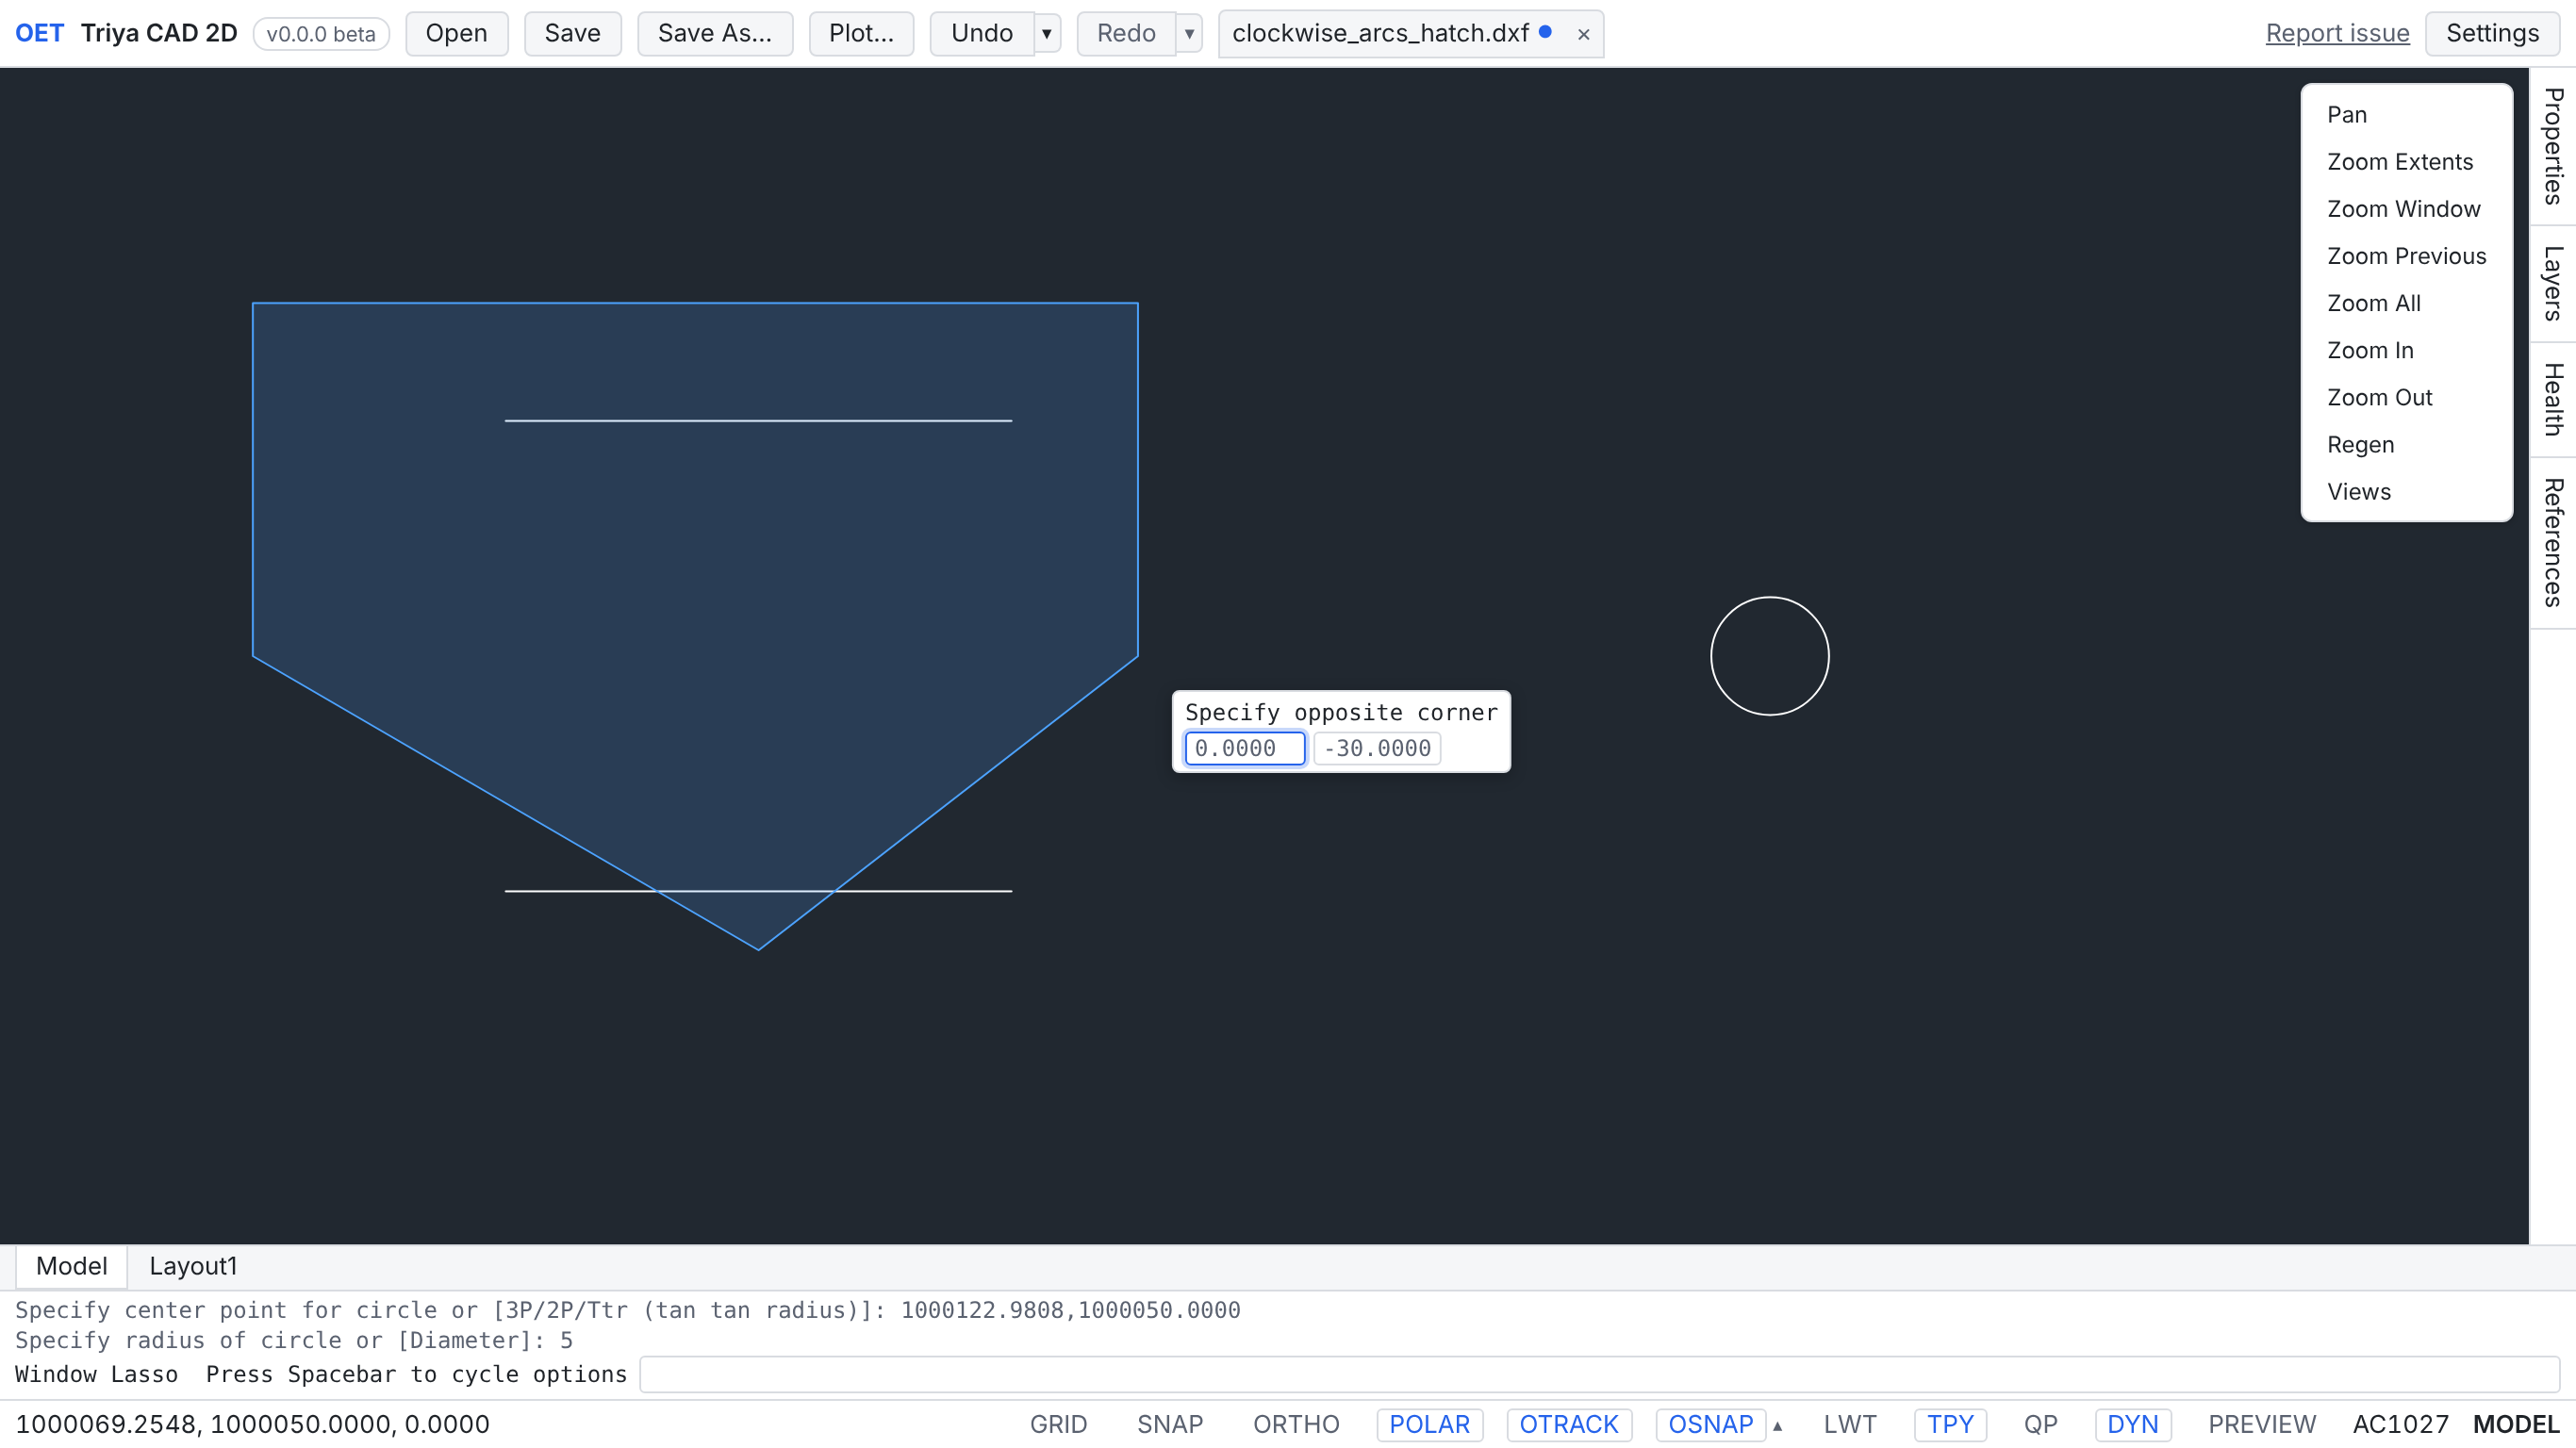 OET Triya CAD 2D v0.0.0 beta Open Save Save As... Plot... Undo ▾ Redo ▾ clockwise_arcs_hatch.dxf × Report issue Settings
Pan
Zoom Extents
Zoom Window
Zoom Previous
Zoom All
Zoom In
Zoom Out
Regen
Views
Properties
Layers
Health
References
Specify opposite corner
0.0000 -30.0000
Model Layout1
Specify center point for circle or [3P/2P/Ttr (tan tan radius)]: 1000122.9808,1000050.0000
Specify radius of circle or [Diameter]: 5
Window Lasso  Press Spacebar to cycle options
1000069.2548, 1000050.0000, 0.0000 GRID SNAP ORTHO POLAR OTRACK OSNAP ▴ LWT TPY QP DYN PREVIEW AC1027 MODEL